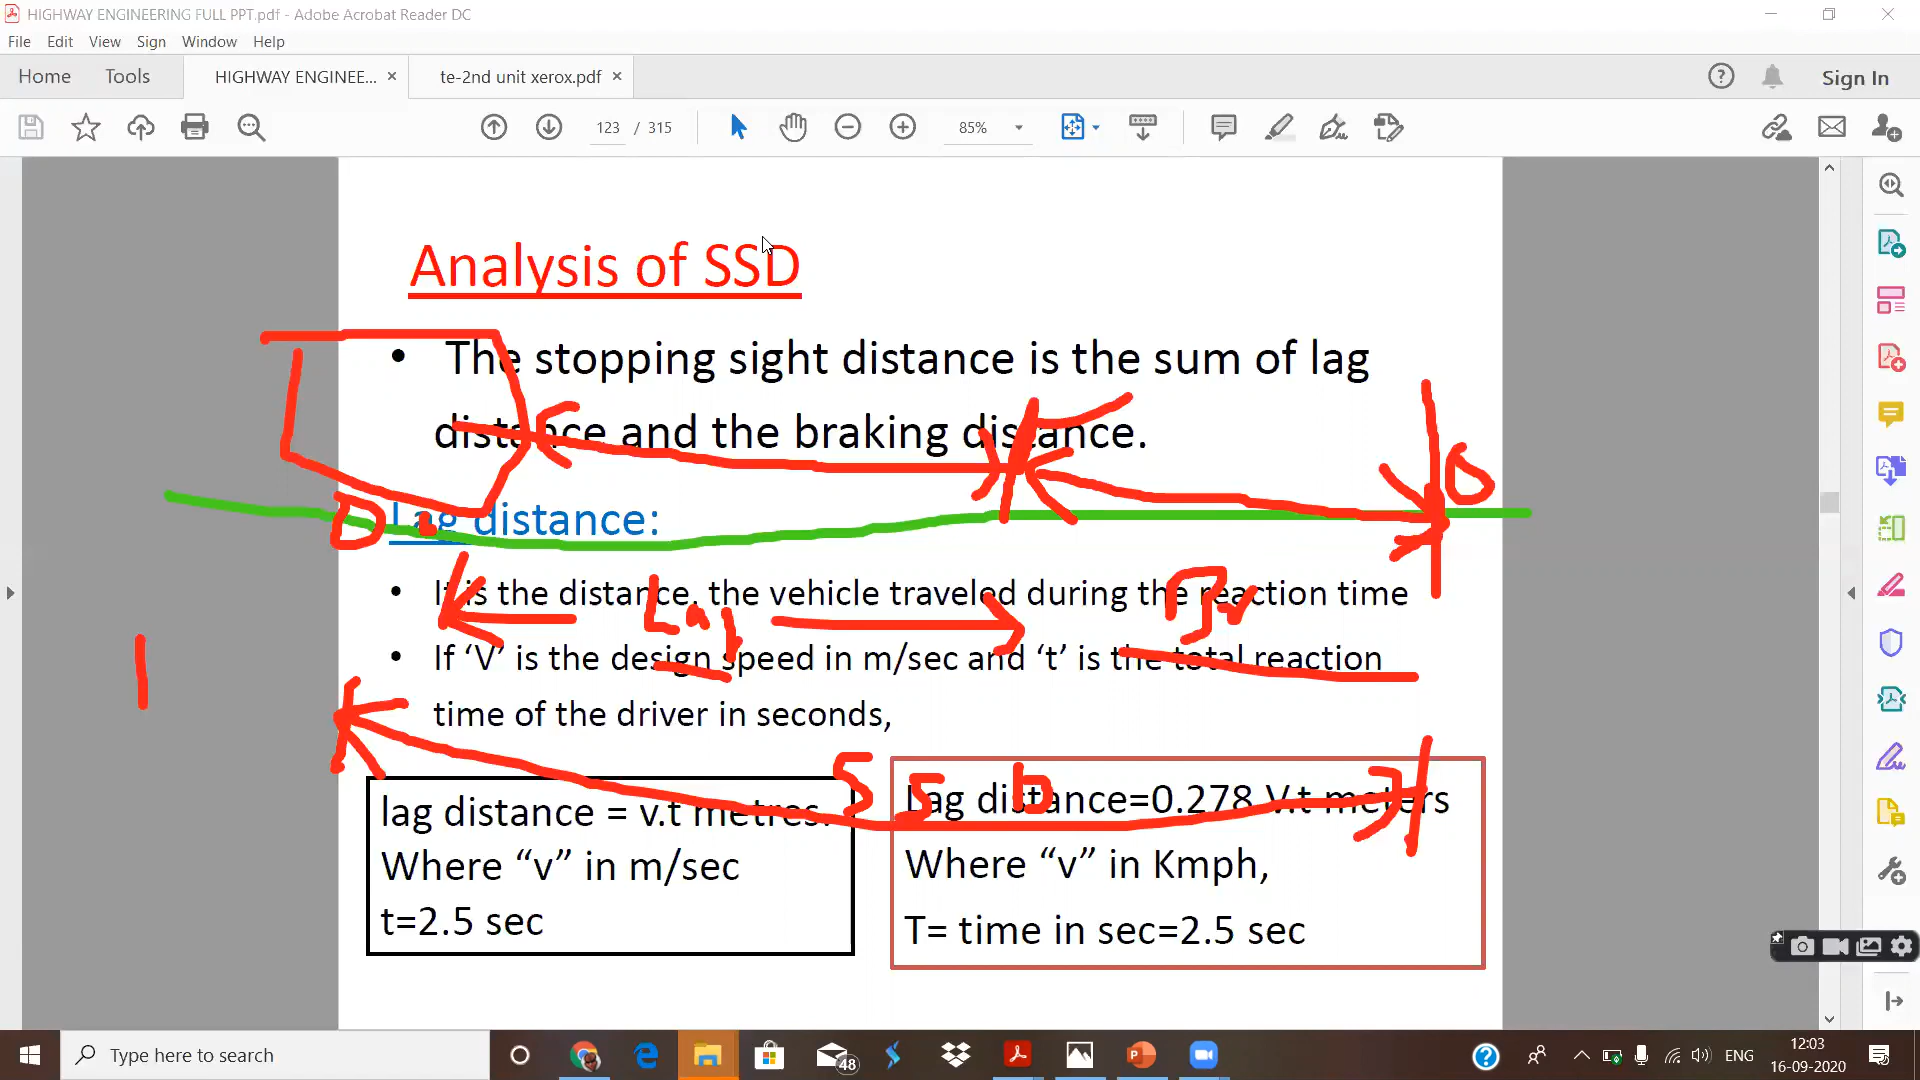 HIGHWAY ENGINEERING FULL PPT.pdf - Adobe Acrobat Reader DC
File Edit View Sign Window Help
Home Tools HIGHWAY ENGINEE... × te-2nd unit xerox.pdf × Sign In
123 / 315 85%
Analysis of SSD
• The stopping sight distance is the sum of lag
distance and the braking distance.
Lag distance:
• It is the distance, the vehicle traveled during the reaction time
Lag
• If ‘V’ is the design speed in m/sec and ‘t’ is the total reaction
time of the driver in seconds,
lag distance = v.t metres.
Where “v” in m/sec
t=2.5 sec
Lag distance=0.278 V.t meters
Where “v” in Kmph,
T= time in sec=2.5 sec
Type here to search
48
ENG
12:03
16-09-2020